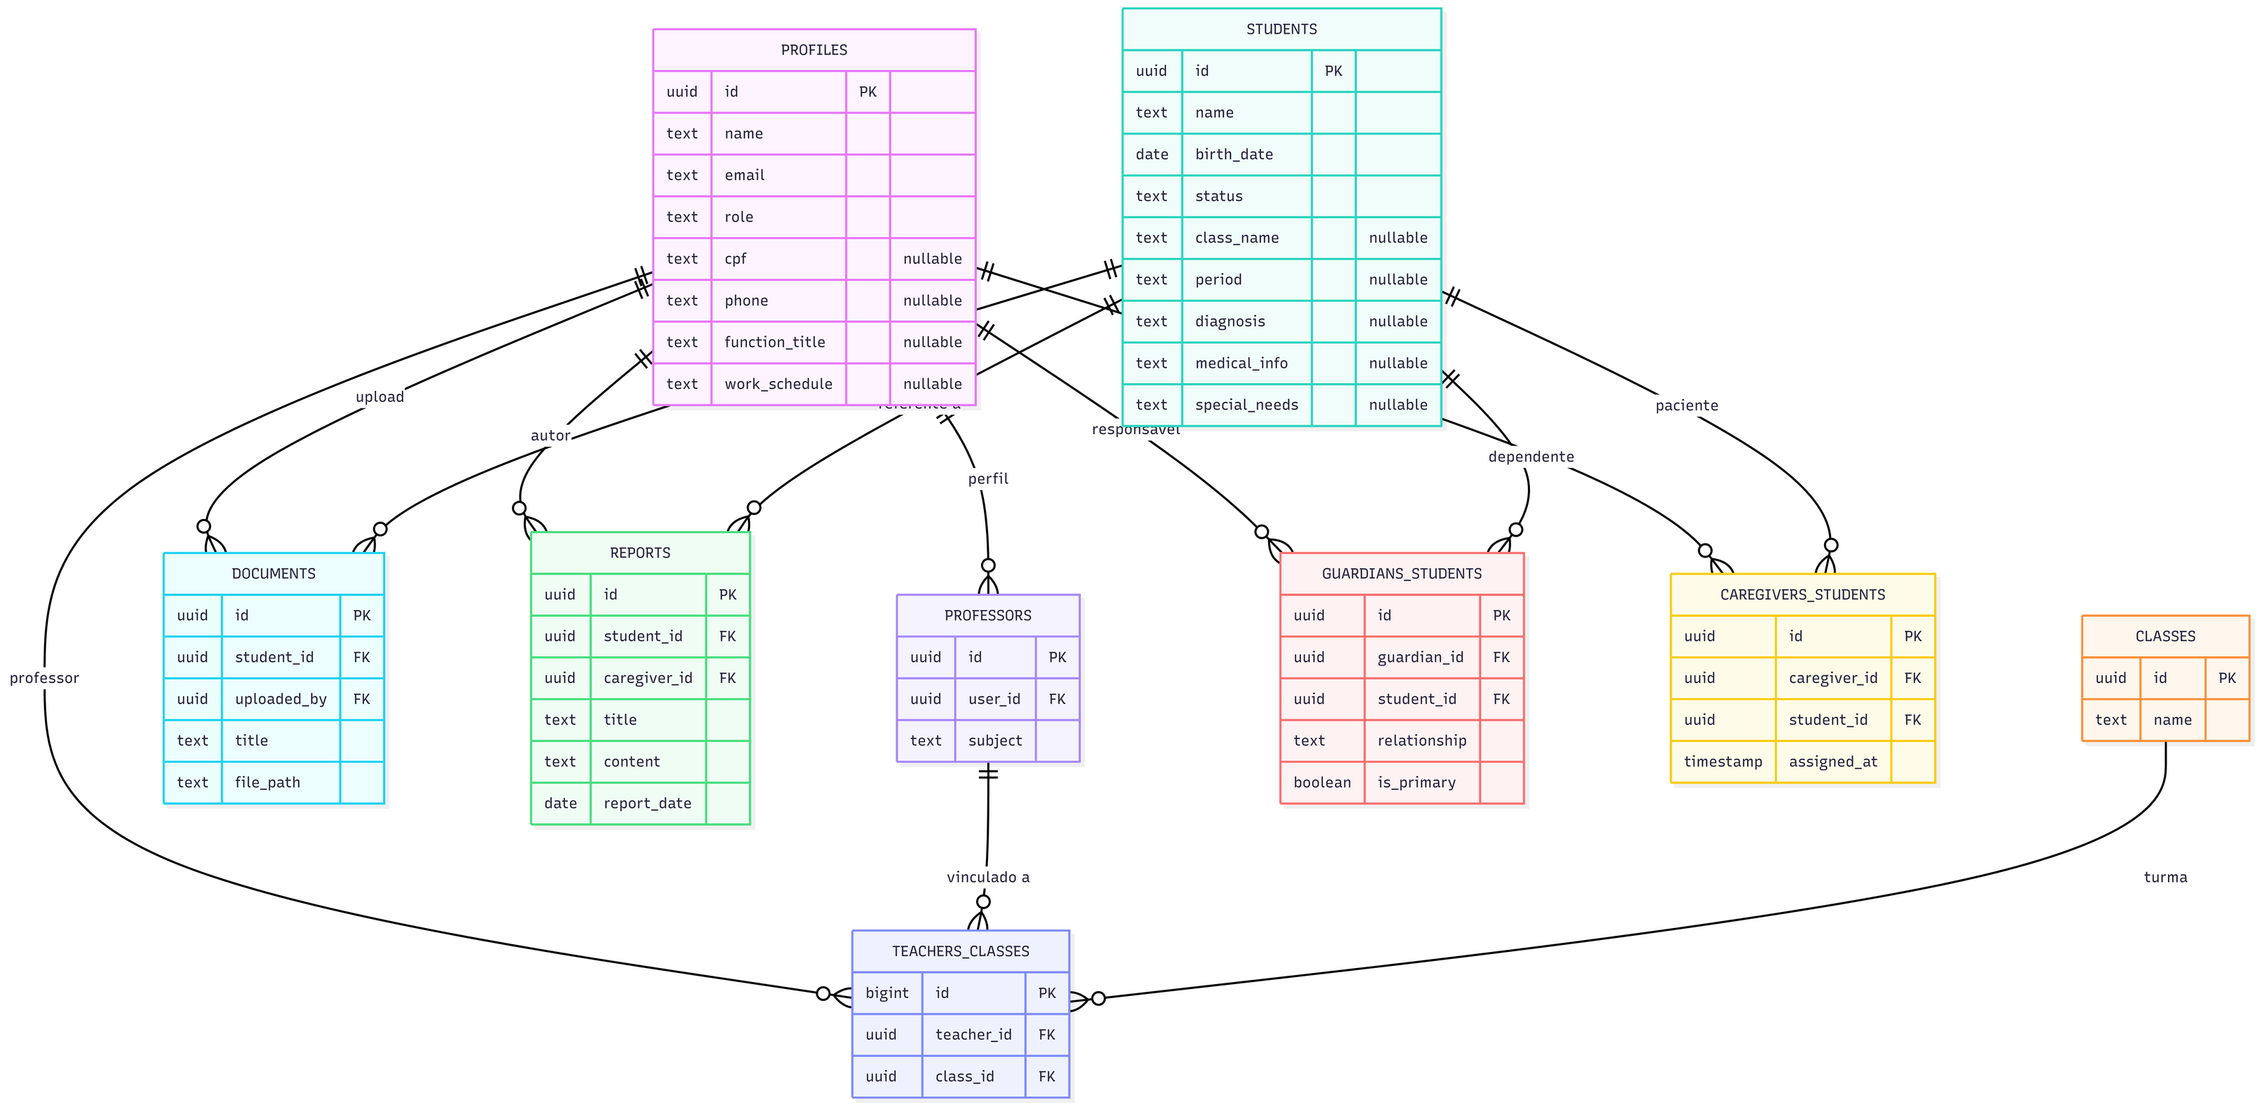 PROFILES
uuid id PK
text name
text email
text role
text cpf nullable
text phone nullable
text function_title nullable
text work_schedule nullable
STUDENTS
uuid id PK
text name
date birth_date
text status
text class_name nullable
text period nullable
text diagnosis nullable
text medical_info nullable
text special_needs nullable
upload
autor
referente a
perfil
responsável
dependente
paciente
professor
DOCUMENTS
uuid id PK
uuid student_id FK
uuid uploaded_by FK
text title
text file_path
REPORTS
uuid id PK
uuid student_id FK
uuid caregiver_id FK
text title
text content
date report_date
PROFESSORS
uuid id PK
uuid user_id FK
text subject
GUARDIANS_STUDENTS
uuid id PK
uuid guardian_id FK
uuid student_id FK
text relationship
boolean is_primary
CAREGIVERS_STUDENTS
uuid id PK
uuid caregiver_id FK
uuid student_id FK
timestamp assigned_at
CLASSES
uuid id PK
text name
vinculado a
turma
TEACHERS_CLASSES
bigint id PK
uuid teacher_id FK
uuid class_id FK